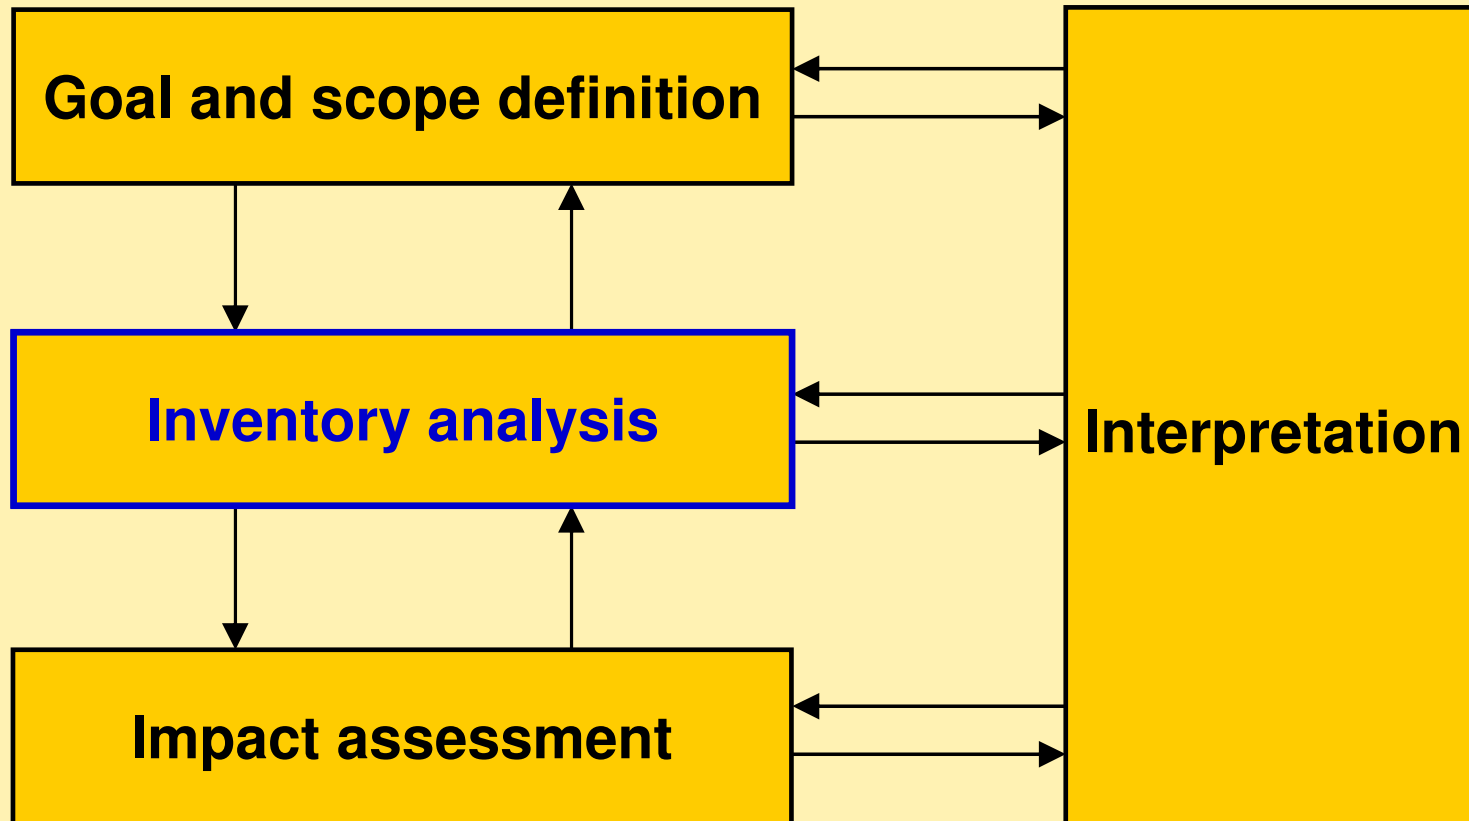 Goal and scope definition
Inventory analysis
Interpretation
Impact assessment